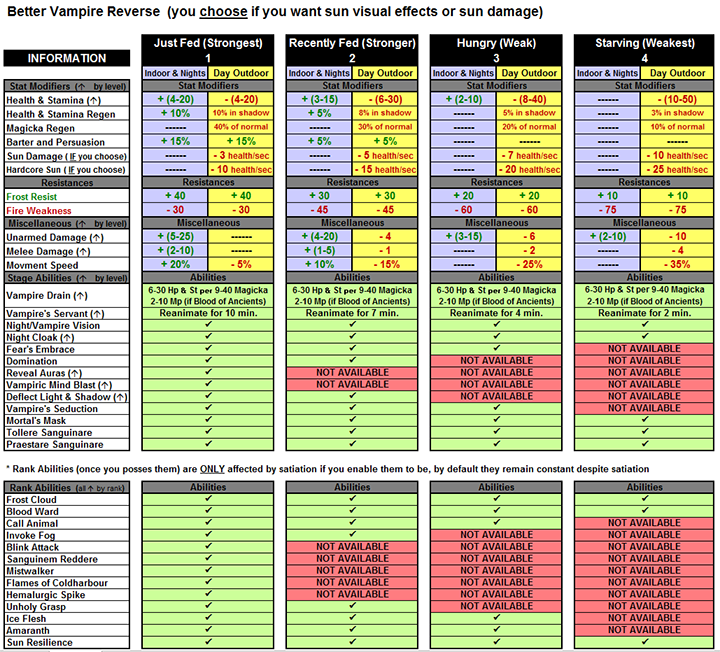 Better Vampire Reverse (you choose if you want sun visual effects or sun damage)
INFORMATION Just Fed (Strongest) Recently Fed (Stronger) Hungry (Weak) Starving (Weakest)
1 2 3 4
Indoor & Nights Day Outdoor Indoor & Nights Day Outdoor Indoor & Nights Day Outdoor Indoor & Nights Day Outdoor
Stat Modifiers (↑ by level) Stat Modifiers Stat Modifiers Stat Modifiers Stat Modifiers
Health & Stamina (↑) + (4-20) - (4-20) + (3-15) - (6-30) + (2-10) - (8-40) ------ - (10-50)
Health & Stamina Regen + 10% 10% in shadow + 5% 8% in shadow ------ 5% in shadow ------ 3% in shadow
Magicka Regen ------ 40% of normal ------ 30% of normal ------ 20% of normal ------ 10% of normal
Barter and Persuasion + 15% + 15% + 5% + 5% ------ ------ ------ ------
Sun Damage ( IF you choose) ------ - 3 health/sec ------ - 5 health/sec ------ - 7 health/sec ------ - 10 health/sec
Hardcore Sun ( IF you choose) ------ - 10 health/sec ------ - 15 health/sec ------ - 20 health/sec ------ - 25 health/sec
Resistances Resistances Resistances Resistances Resistances
Frost Resist + 40 + 40 + 30 + 30 + 20 + 20 + 10 + 10
Fire Weakness - 30 - 30 - 45 - 45 - 60 - 60 - 75 - 75
Miscellaneous (↑ by level) Miscellaneous Miscellaneous Miscellaneous Miscellaneous
Unarmed Damage (↑) + (5-25) ------ + (4-20) - 4 + (3-15) - 6 + (2-10) - 10
Melee Damage (↑) + (2-10) ------ + (1-5) - 1 ------ - 2 ------ - 4
Movment Speed + 20% - 5% + 10% - 15% ------ - 25% ------ - 35%
Stage Abilities (↑ by level) Abilities Abilities Abilities Abilities
Vampire Drain (↑) 6-30 Hp & St per 9-40 Magicka 6-30 Hp & St per 9-40 Magicka 6-30 Hp & St per 9-40 Magicka 6-30 Hp & St per 9-40 Magicka
2-10 Mp (if Blood of Ancients) 2-10 Mp (if Blood of Ancients) 2-10 Mp (if Blood of Ancients) 2-10 Mp (if Blood of Ancients)
Vampire's Servant (↑) Reanimate for 10 min. Reanimate for 7 min. Reanimate for 4 min. Reanimate for 2 min.
Night/Vampire Vision ✓ ✓ ✓ ✓
Night Cloak (↑) ✓ ✓ ✓ ✓
Fear's Embrace ✓ ✓ ✓ NOT AVAILABLE
Domination ✓ ✓ NOT AVAILABLE NOT AVAILABLE
Reveal Auras (↑) ✓ NOT AVAILABLE NOT AVAILABLE NOT AVAILABLE
Vampiric Mind Blast (↑) ✓ NOT AVAILABLE NOT AVAILABLE NOT AVAILABLE
Deflect Light & Shadow (↑) ✓ ✓ NOT AVAILABLE NOT AVAILABLE
Vampire's Seduction ✓ ✓ ✓ NOT AVAILABLE
Mortal's Mask ✓ ✓ ✓ ✓
Tollere Sanguinare ✓ ✓ ✓ ✓
Praestare Sanguinare ✓ ✓ ✓ ✓
* Rank Abilities (once you posses them) are ONLY affected by satiation if you enable them to be, by default they remain constant despite satiation
Rank Abilities (all ↑ by rank) Abilities Abilities Abilities Abilities
Frost Cloud ✓ ✓ ✓ ✓
Blood Ward ✓ ✓ ✓ ✓
Call Animal ✓ ✓ ✓ NOT AVAILABLE
Invoke Fog ✓ ✓ NOT AVAILABLE NOT AVAILABLE
Blink Attack ✓ NOT AVAILABLE NOT AVAILABLE NOT AVAILABLE
Sanguinem Reddere ✓ NOT AVAILABLE NOT AVAILABLE NOT AVAILABLE
Mistwalker ✓ NOT AVAILABLE NOT AVAILABLE NOT AVAILABLE
Flames of Coldharbour ✓ NOT AVAILABLE NOT AVAILABLE NOT AVAILABLE
Hemalurgic Spike ✓ NOT AVAILABLE NOT AVAILABLE NOT AVAILABLE
Unholy Grasp ✓ ✓ NOT AVAILABLE NOT AVAILABLE
Ice Flesh ✓ ✓ ✓ NOT AVAILABLE
Amaranth ✓ ✓ ✓ NOT AVAILABLE
Sun Resilience ✓ ✓ ✓ ✓